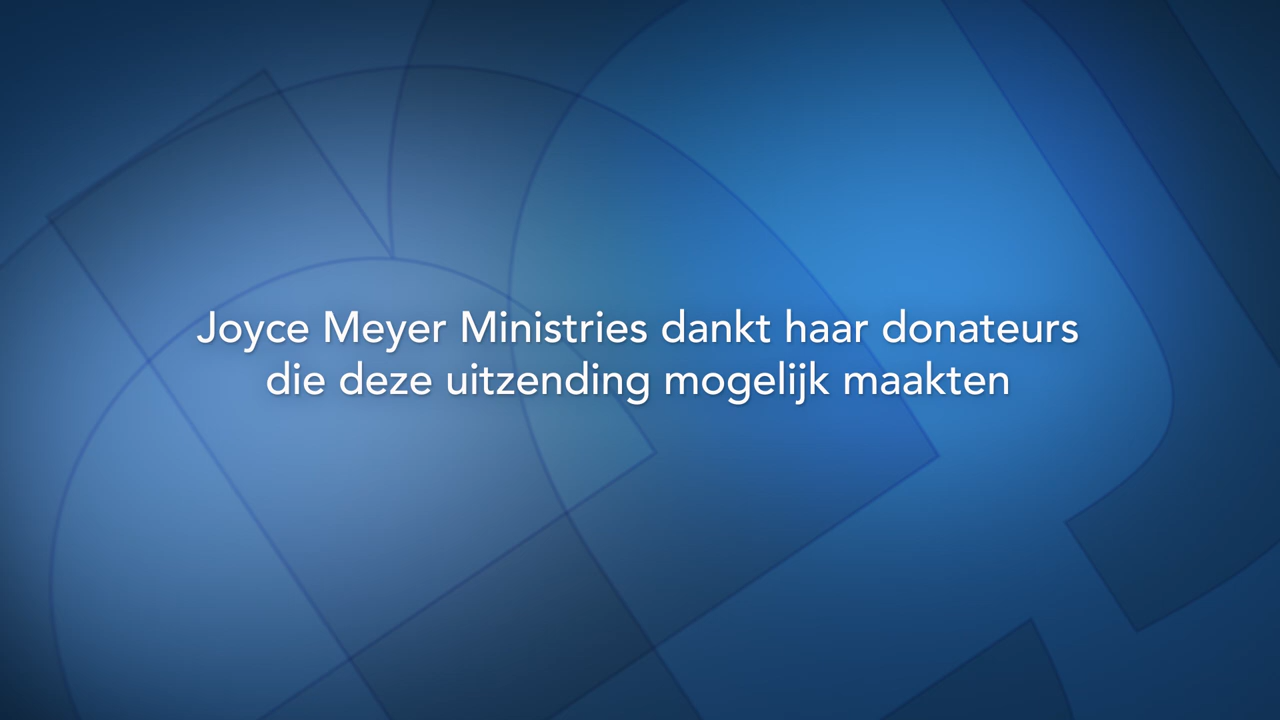 Joyce Meyer Ministries dankt haar donateurs
die deze uitzending mogelijk maakten